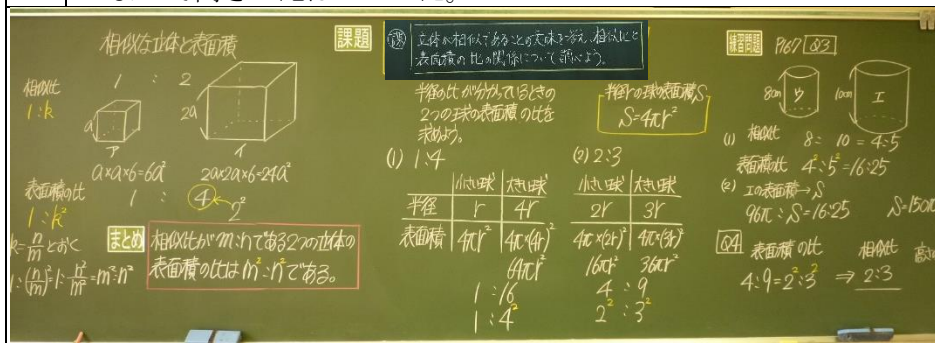 相似な立体と表面積
相似比
1:k
1 : 2
a
2a
ア
イ
a×a×6=6a²
2a×2a×6=24a²
表面積の比
1:k²
1 : 4
2²
k=n/mとおく
1:(n/m)²=1:n²/m²=m²:n²
まとめ
相似比がm:nである2つの立体の
表面積の比はm²:n²である。
課題
立体が相似であることの意味を考え、相似比と
表面積の比の関係について調べよう。
半径の比が分かっているときの
2つの球の表面積の比を
求めよう。
半径rの球の表面積S
S=4πr²
(1) 1:4
小さい球 大きい球
半径 r 4r
表面積 4πr² 4π×(4r)²
64πr²
1 : 16
1 : 4²
(2) 2:3
小さい球 大きい球
2r 3r
4π×(2r)² 4π×(3r)²
16πr² 36πr²
4 : 9
2² : 3²
練習問題 P167 Q3
8cm ウ
10cm エ
(1) 相似比 8:10=4:5
表面積比 4²:5²=16:25
(2) エの表面積→S
96π:S=16:25
S=150π
Q4 表面積の比 相似比
4:9=2²:3² ⇒ 2:3